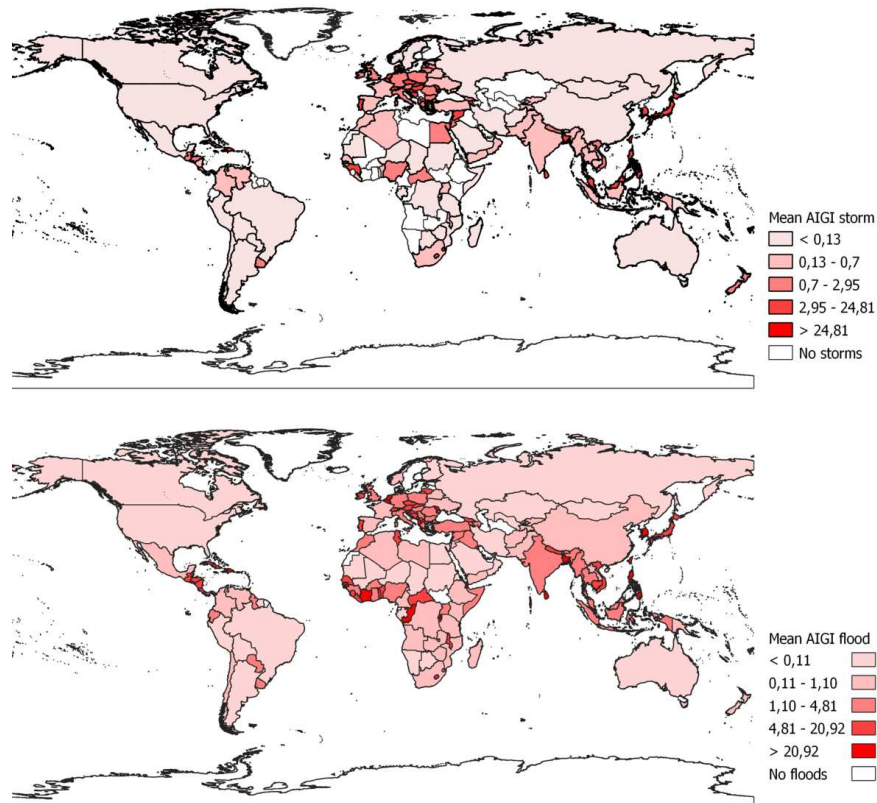 Mean AIGI storm
< 0,13
0,13 - 0,7
0,7 - 2,95
2,95 - 24,81
> 24,81
No storms
Mean AIGI flood
< 0,11
0,11 - 1,10
1,10 - 4,81
4,81 - 20,92
> 20,92
No floods